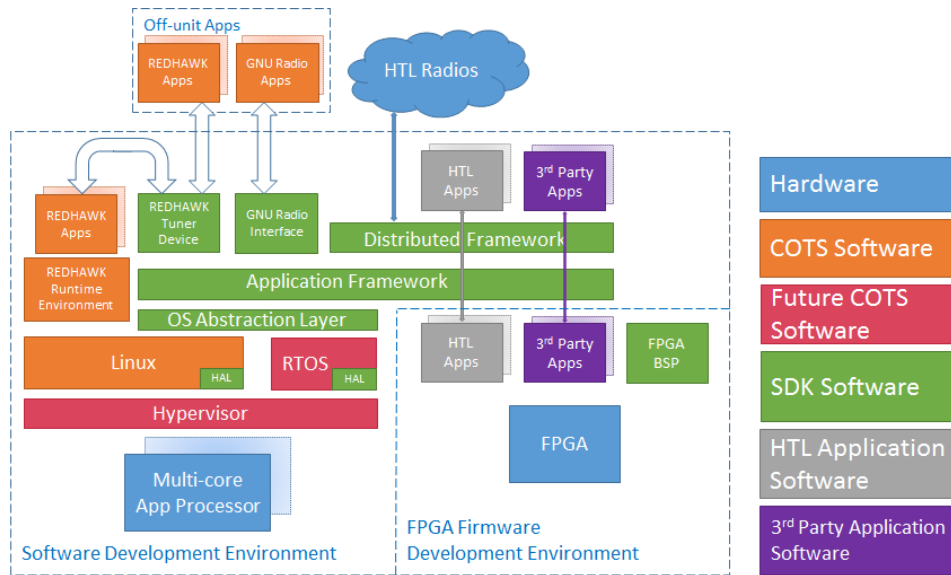 Off-unit Apps
REDHAWK
Apps
GNU Radio
Apps
HTL Radios
REDHAWK
Apps
REDHAWK
Tuner
Device
GNU Radio
Interface
HTL
Apps
3rd Party
Apps
Distributed Framework
REDHAWK
Runtime
Environment
Application Framework
OS Abstraction Layer
Linux
HAL
RTOS
HAL
Hypervisor
Multi-core
App Processor
Software Development Environment
HTL
Apps
3rd Party
Apps
FPGA
BSP
FPGA
FPGA Firmware
Development Environment
Hardware
COTS Software
Future COTS
Software
SDK Software
HTL Application
Software
3rd Party Application
Software